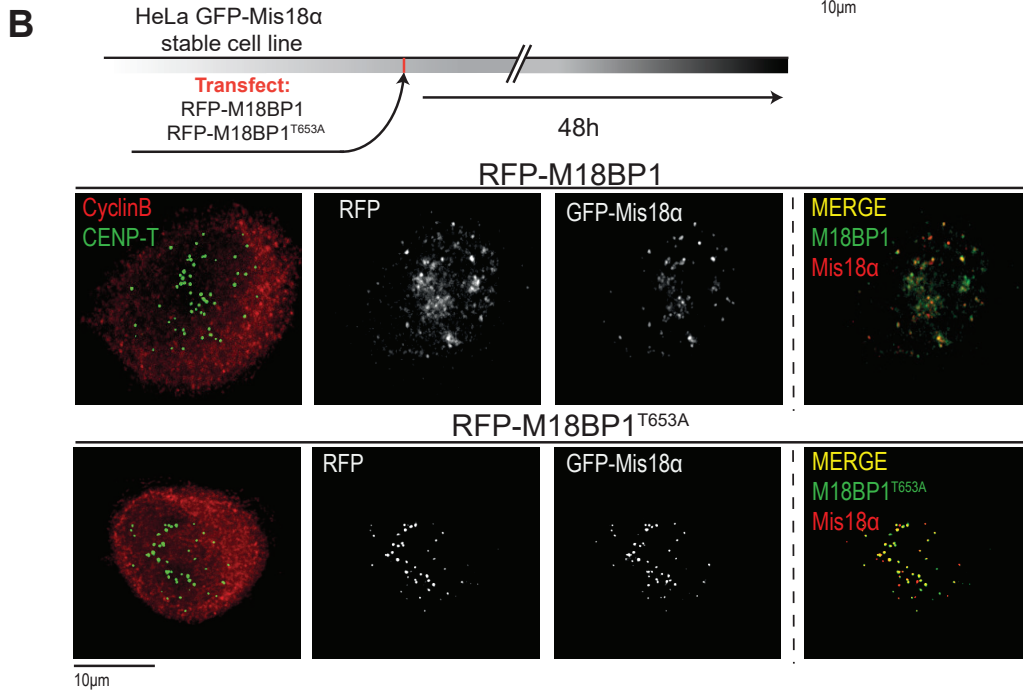 B
10µm
HeLa GFP-Mis18α
stable cell line
Transfect:
RFP-M18BP1
RFP-M18BP1T653A
48h
RFP-M18BP1
CyclinB
CENP-T
RFP
GFP-Mis18α
MERGE
M18BP1
Mis18α
RFP-M18BP1T653A
RFP
GFP-Mis18α
MERGE
M18BP1T653A
Mis18α
10µm